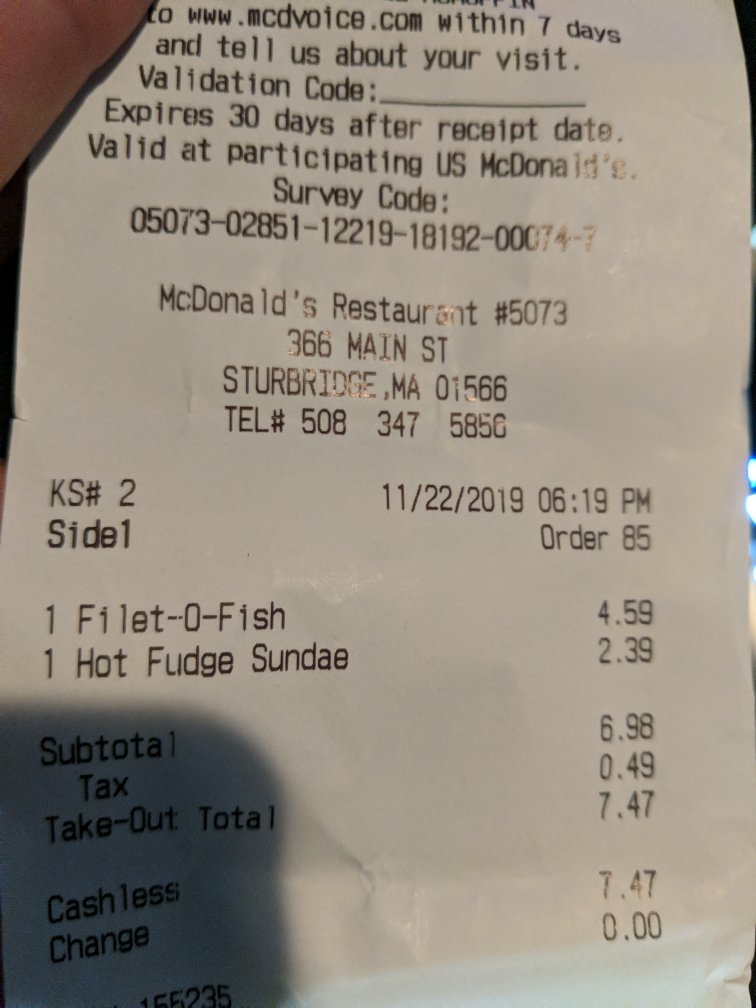 to www.mcdvoice.com within 7 days
and tell us about your visit.
Validation Code:
Expires 30 days after receipt date.
Valid at participating US McDonald's.
Survey Code:
05073-02851-12219-18192-00074-7
McDonald's Restaurant #5073
366 MAIN ST
STURBRIDGE,MA 01566
TEL# 508 347 5856
KS# 2 11/22/2019 06:19 PM
Side1 Order 85
1 Filet-O-Fish 4.59
1 Hot Fudge Sundae 2.39
Subtotal 6.98
Tax 0.49
Take-Out Total 7.47
Cashless 7.47
Change 0.00
155235